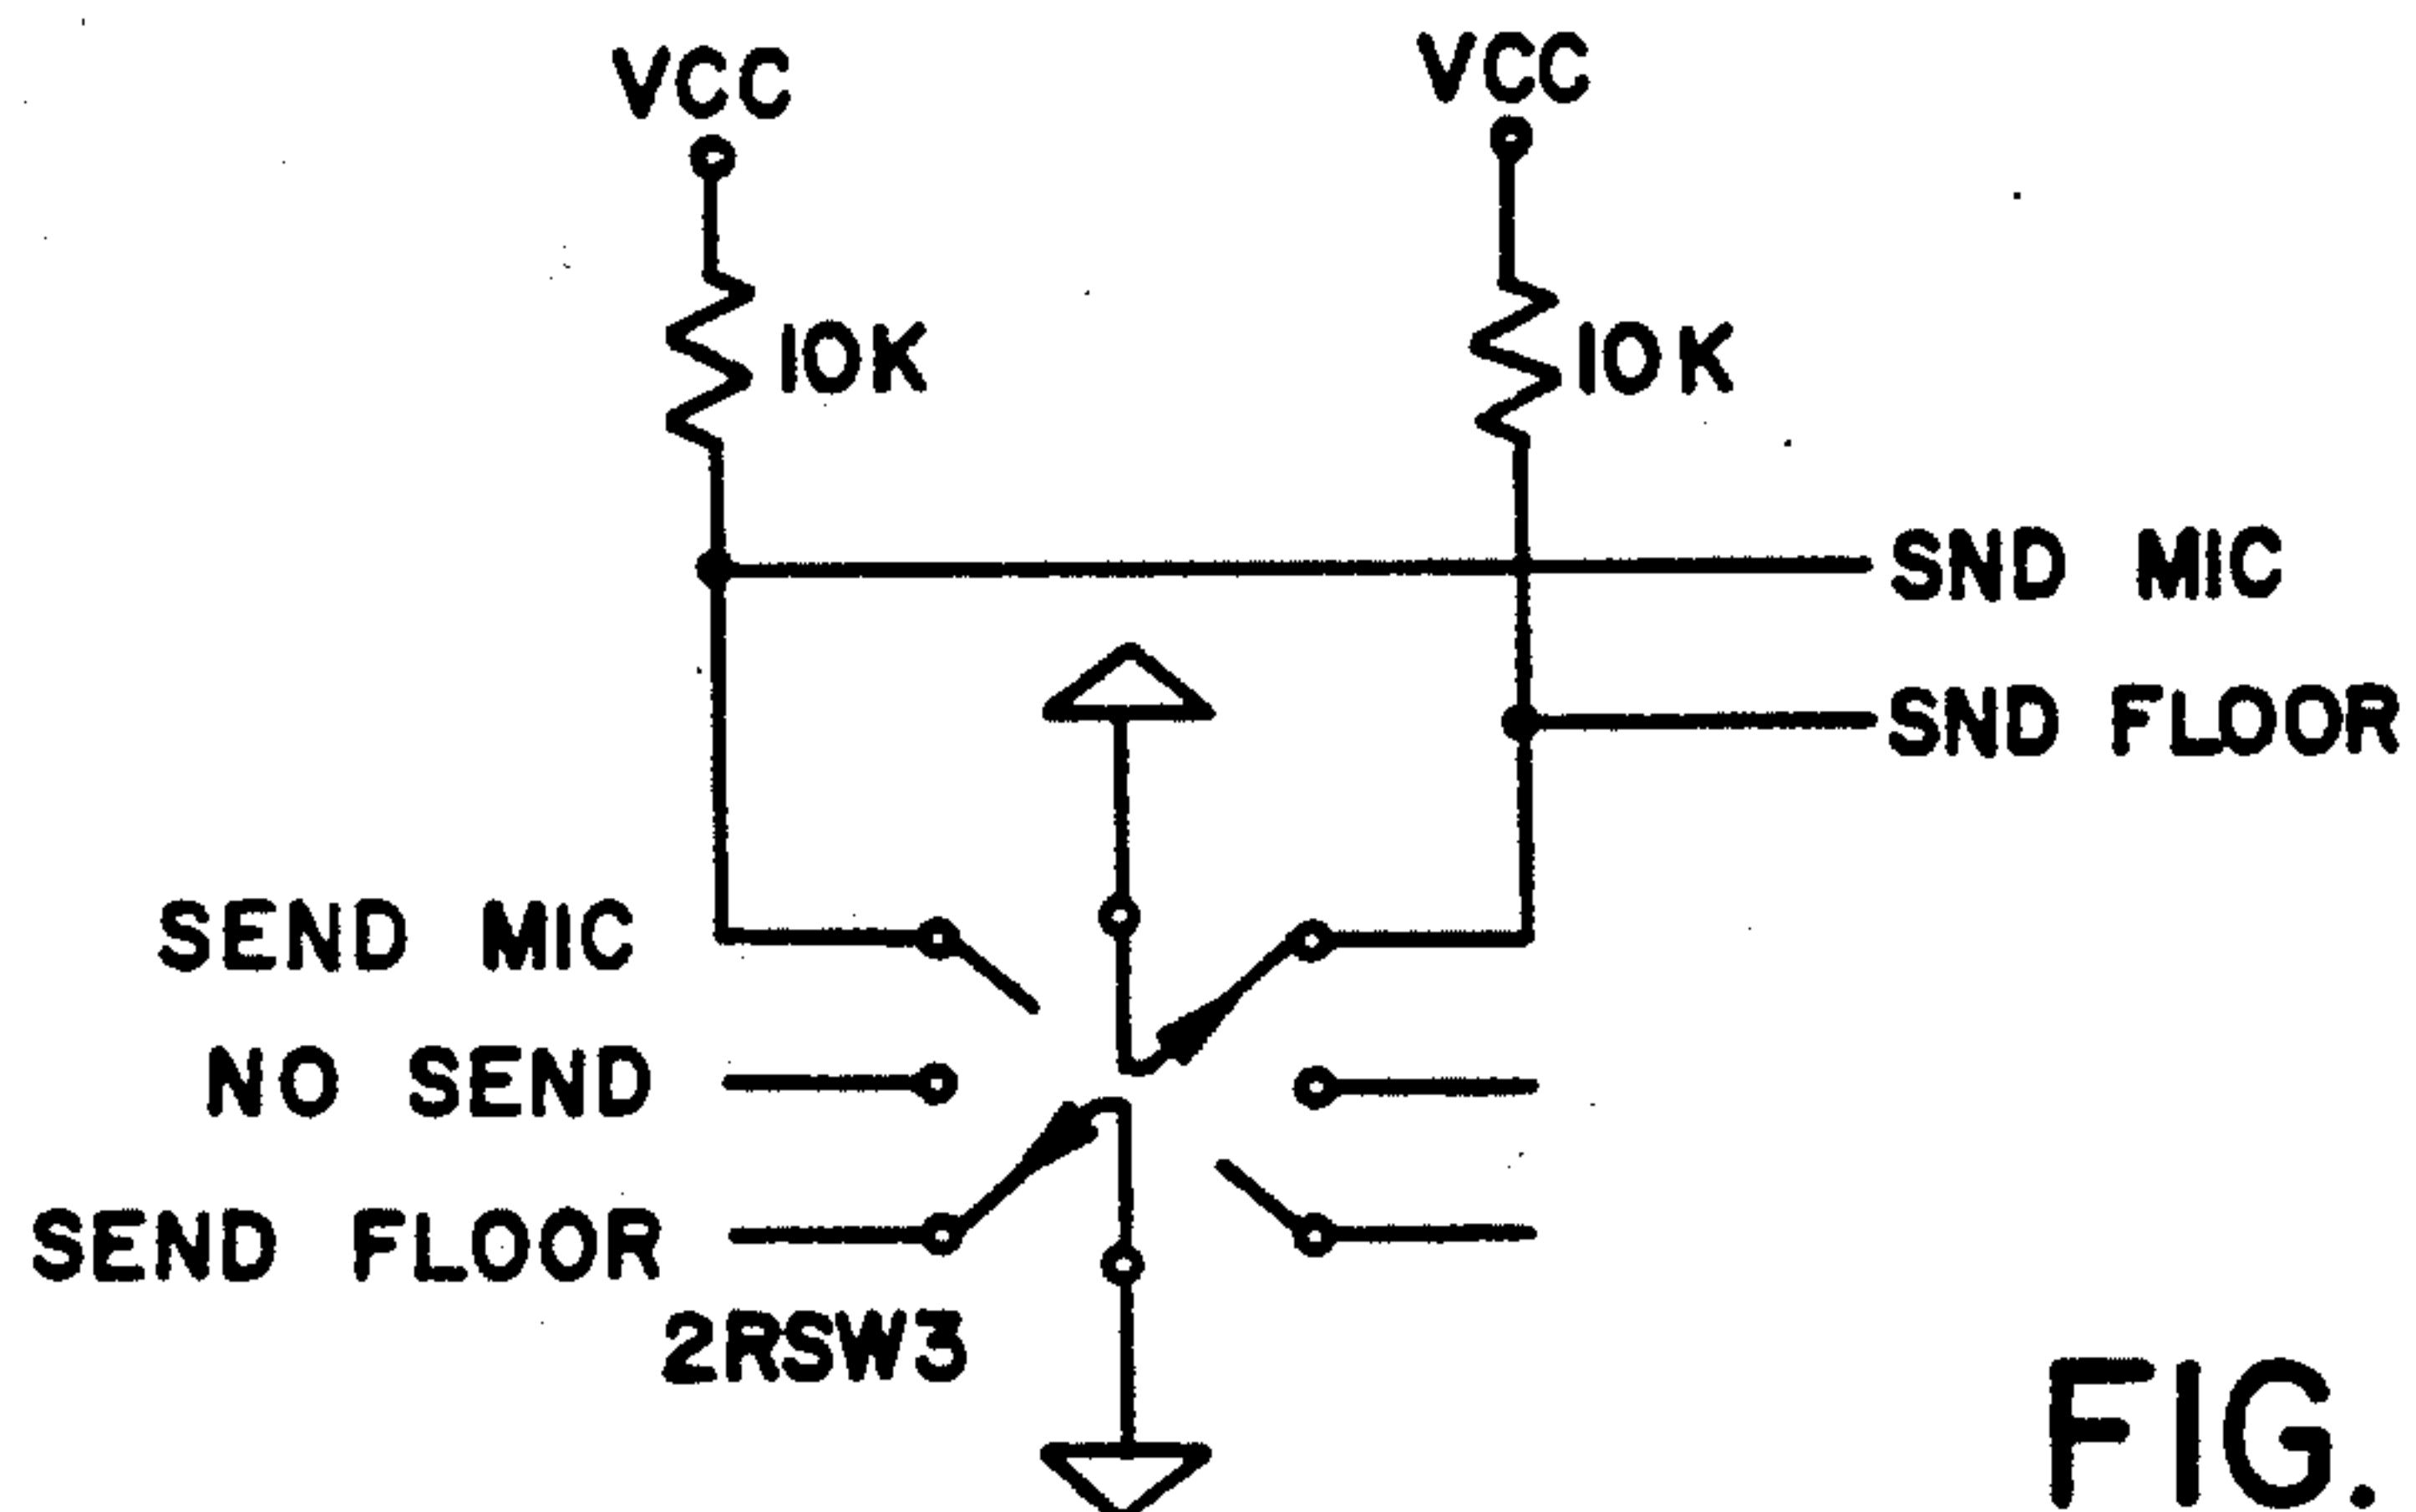 VCC
VCC
10K
10K
SND MIC
SND FLOOR
SEND MIC
NO SEND
SEND FLOOR
2RSW3
FIG.